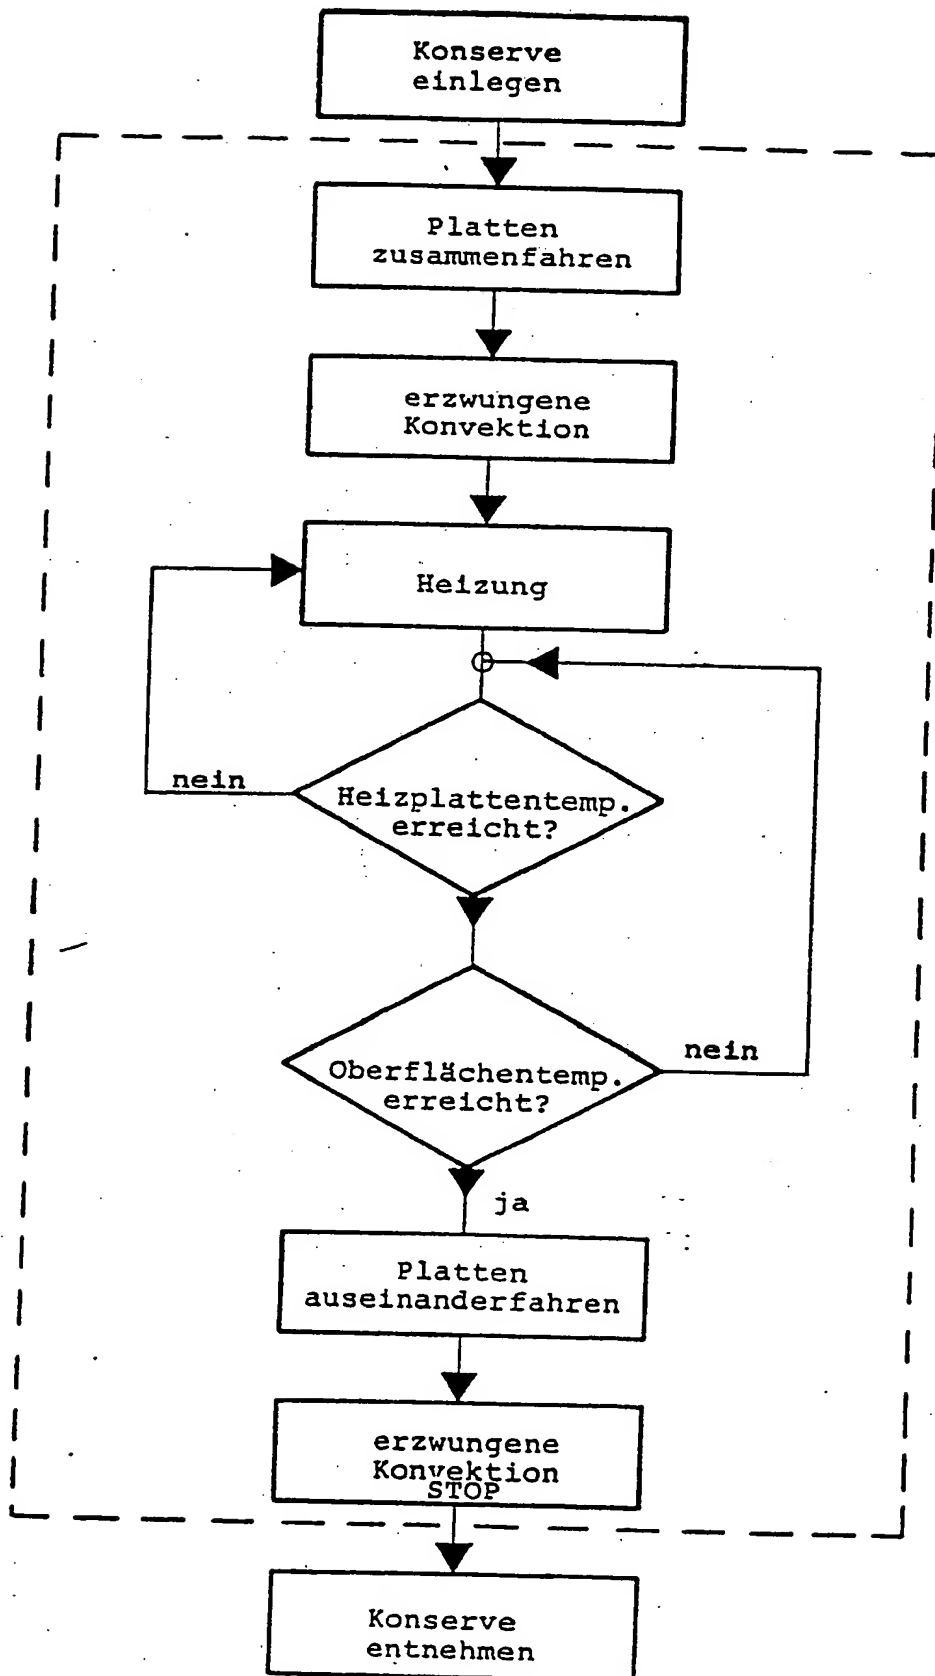 Konserve
einlegen
Platten
zusammenfahren
erzwungene
Konvektion
Heizung
nein
Heizplattentemp.
erreicht?
nein
Oberflächentemp.
erreicht?
ja
Platten
auseinanderfahren
erzwungene
Konvektion
STOP
Konserve
entnehmen